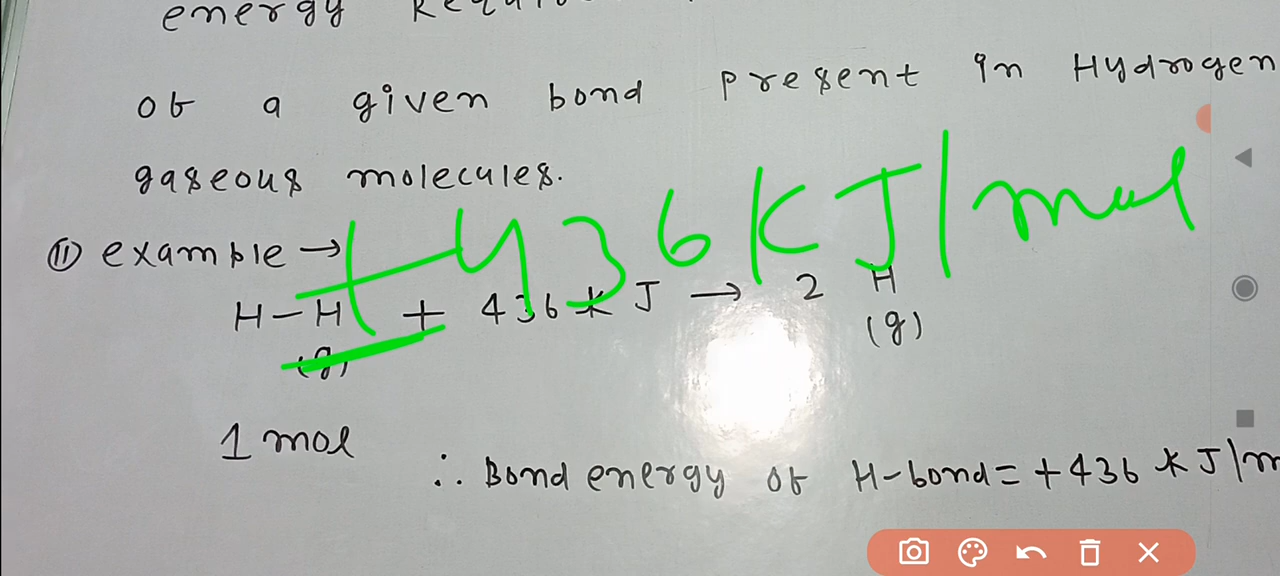 energy
of a given bond present in Hydrogen
gaseous molecules.
+436 KJ/mol
(ii) example →
H-H + 436 kJ → 2 H
(g) (g)
1 mol
∴ Bond energy of H-bond = +436 kJ/m